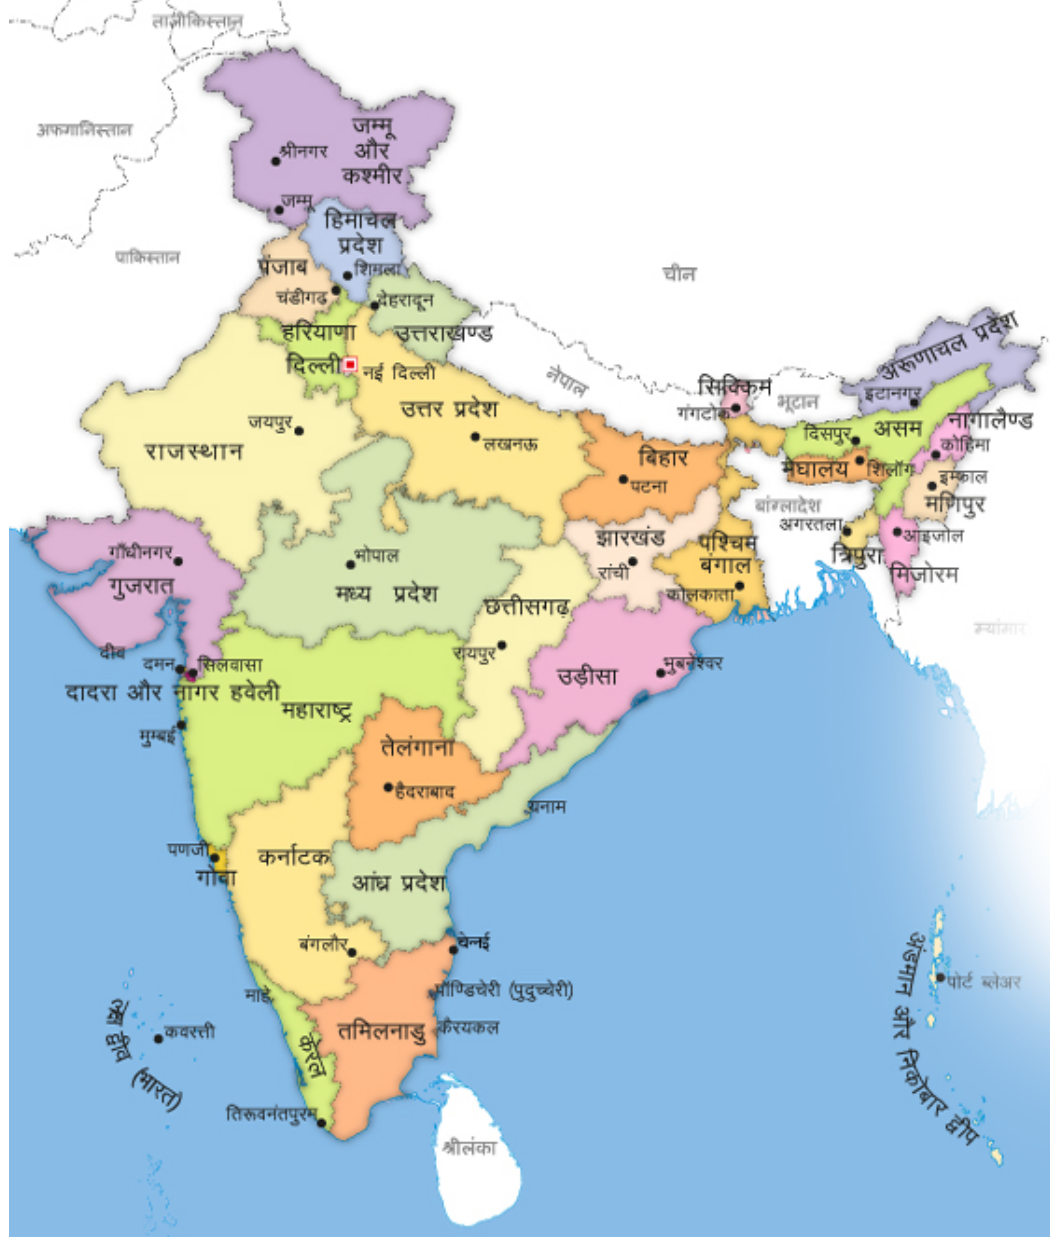 ताजीकिस्तान
अफगानिस्तान
जम्मू
और
कश्मीर
श्रीनगर
जम्मू
हिमाचल
प्रदेश
पाकिस्तान
पंजाब
शिमला
चीन
चंडीगढ
देहरादून
हरियाणा
उत्तराखण्ड
अरूणाचल प्रदेश
दिल्ली
नई दिल्ली
नेपाल
सिक्किम
भूटान
इटानगर
गंगटोक
उत्तर प्रदेश
जयपुर
लखनऊ
राजस्थान
दिसपुर
असम
नागालैण्ड
कोहिमा
बिहार
मेघालय
शिलॉग
पटना
इम्फाल
मणिपुर
बांग्लादेश
अगरतला
आइजोल
त्रिपुरा
मिजोरम
गाँधीनगर
गुजरात
भोपाल
मध्य प्रदेश
झारखंड
रांची
पश्चिम
बंगाल
कोलकाता
छत्तीसगढ़
म्यांमार
दीव
दमन
सिलवासा
रायपुर
उड़ीसा
भुबनेश्वर
दादरा और नागर हवेली
महाराष्ट्र
मुम्बई
तेलंगाना
हैदराबाद
यनाम
पणजी
गोवा
कर्नाटक
आंध्र प्रदेश
बंगलौर
चेन्नई
माहे
पॉण्डिचेरी (पुदुच्चेरी)
पोर्ट ब्लेअर
अंडमान और निकोबार द्वीप
कवरत्ती
तमिलनाडु
कैरयकल
केरल
(भारत)
तिरूवनंतपुरम
श्रीलंका